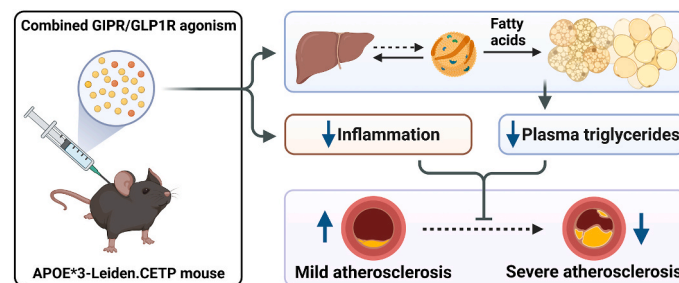 Combined GIPR/GLP1R agonism
APOE*3-Leiden.CETP mouse
Fatty
acids
Inflammation
Plasma triglycerides
Mild atherosclerosis
Severe atherosclerosis